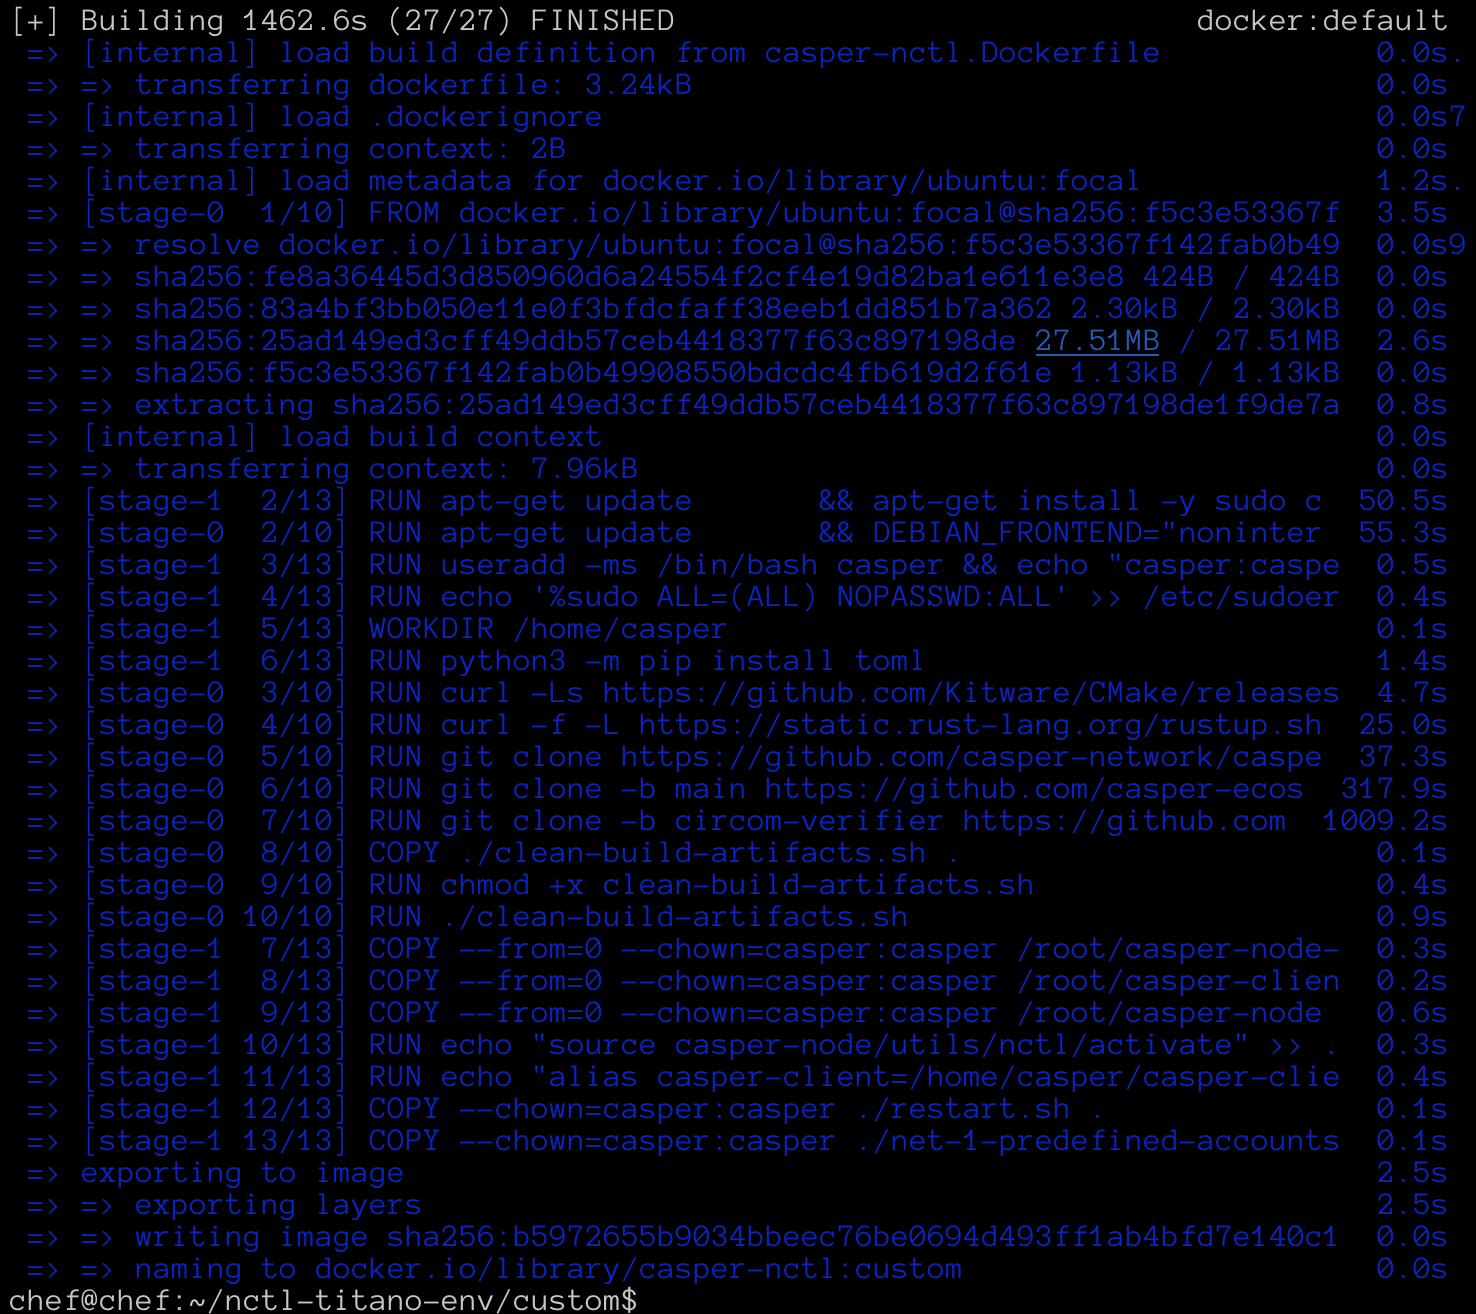 [+] Building 1462.6s (27/27) FINISHED docker:default
=> [internal] load build definition from casper-nctl.Dockerfile 0.0s.
=> => transferring dockerfile: 3.24kB 0.0s
=> [internal] load .dockerignore 0.0s7
=> => transferring context: 2B 0.0s
=> [internal] load metadata for docker.io/library/ubuntu:focal 1.2s.
=> [stage-0  1/10] FROM docker.io/library/ubuntu:focal@sha256:f5c3e53367f 3.5s
=> => resolve docker.io/library/ubuntu:focal@sha256:f5c3e53367f142fab0b49 0.0s9
=> => sha256:fe8a36445d3d850960d6a24554f2cf4e19d82ba1e611e3e8 424B / 424B 0.0s
=> => sha256:83a4bf3bb050e11e0f3bfdcfaff38eeb1dd851b7a362 2.30kB / 2.30kB 0.0s
=> => sha256:25ad149ed3cff49ddb57ceb4418377f63c897198de 27.51MB / 27.51MB 2.6s
=> => sha256:f5c3e53367f142fab0b49908550bdcdc4fb619d2f61e 1.13kB / 1.13kB 0.0s
=> => extracting sha256:25ad149ed3cff49ddb57ceb4418377f63c897198de1f9de7a 0.8s
=> [internal] load build context 0.0s
=> => transferring context: 7.96kB 0.0s
=> [stage-1  2/13] RUN apt-get update       && apt-get install -y sudo c 50.5s
=> [stage-0  2/10] RUN apt-get update       && DEBIAN_FRONTEND="noninter 55.3s
=> [stage-1  3/13] RUN useradd -ms /bin/bash casper && echo "casper:caspe 0.5s
=> [stage-1  4/13] RUN echo '%sudo ALL=(ALL) NOPASSWD:ALL' >> /etc/sudoer 0.4s
=> [stage-1  5/13] WORKDIR /home/casper 0.1s
=> [stage-1  6/13] RUN python3 -m pip install toml 1.4s
=> [stage-0  3/10] RUN curl -Ls https://github.com/Kitware/CMake/releases 4.7s
=> [stage-0  4/10] RUN curl -f -L https://static.rust-lang.org/rustup.sh 25.0s
=> [stage-0  5/10] RUN git clone https://github.com/casper-network/caspe 37.3s
=> [stage-0  6/10] RUN git clone -b main https://github.com/casper-ecos 317.9s
=> [stage-0  7/10] RUN git clone -b circom-verifier https://github.com 1009.2s
=> [stage-0  8/10] COPY ./clean-build-artifacts.sh . 0.1s
=> [stage-0  9/10] RUN chmod +x clean-build-artifacts.sh 0.4s
=> [stage-0 10/10] RUN ./clean-build-artifacts.sh 0.9s
=> [stage-1  7/13] COPY --from=0 --chown=casper:casper /root/casper-node- 0.3s
=> [stage-1  8/13] COPY --from=0 --chown=casper:casper /root/casper-clien 0.2s
=> [stage-1  9/13] COPY --from=0 --chown=casper:casper /root/casper-node 0.6s
=> [stage-1 10/13] RUN echo "source casper-node/utils/nctl/activate" >> . 0.3s
=> [stage-1 11/13] RUN echo "alias casper-client=/home/casper/casper-clie 0.4s
=> [stage-1 12/13] COPY --chown=casper:casper ./restart.sh . 0.1s
=> [stage-1 13/13] COPY --chown=casper:casper ./net-1-predefined-accounts 0.1s
=> exporting to image 2.5s
=> => exporting layers 2.5s
=> => writing image sha256:b5972655b9034bbeec76be0694d493ff1ab4bfd7e140c1 0.0s
=> => naming to docker.io/library/casper-nctl:custom 0.0s
chef@chef:~/nctl-titano-env/custom$